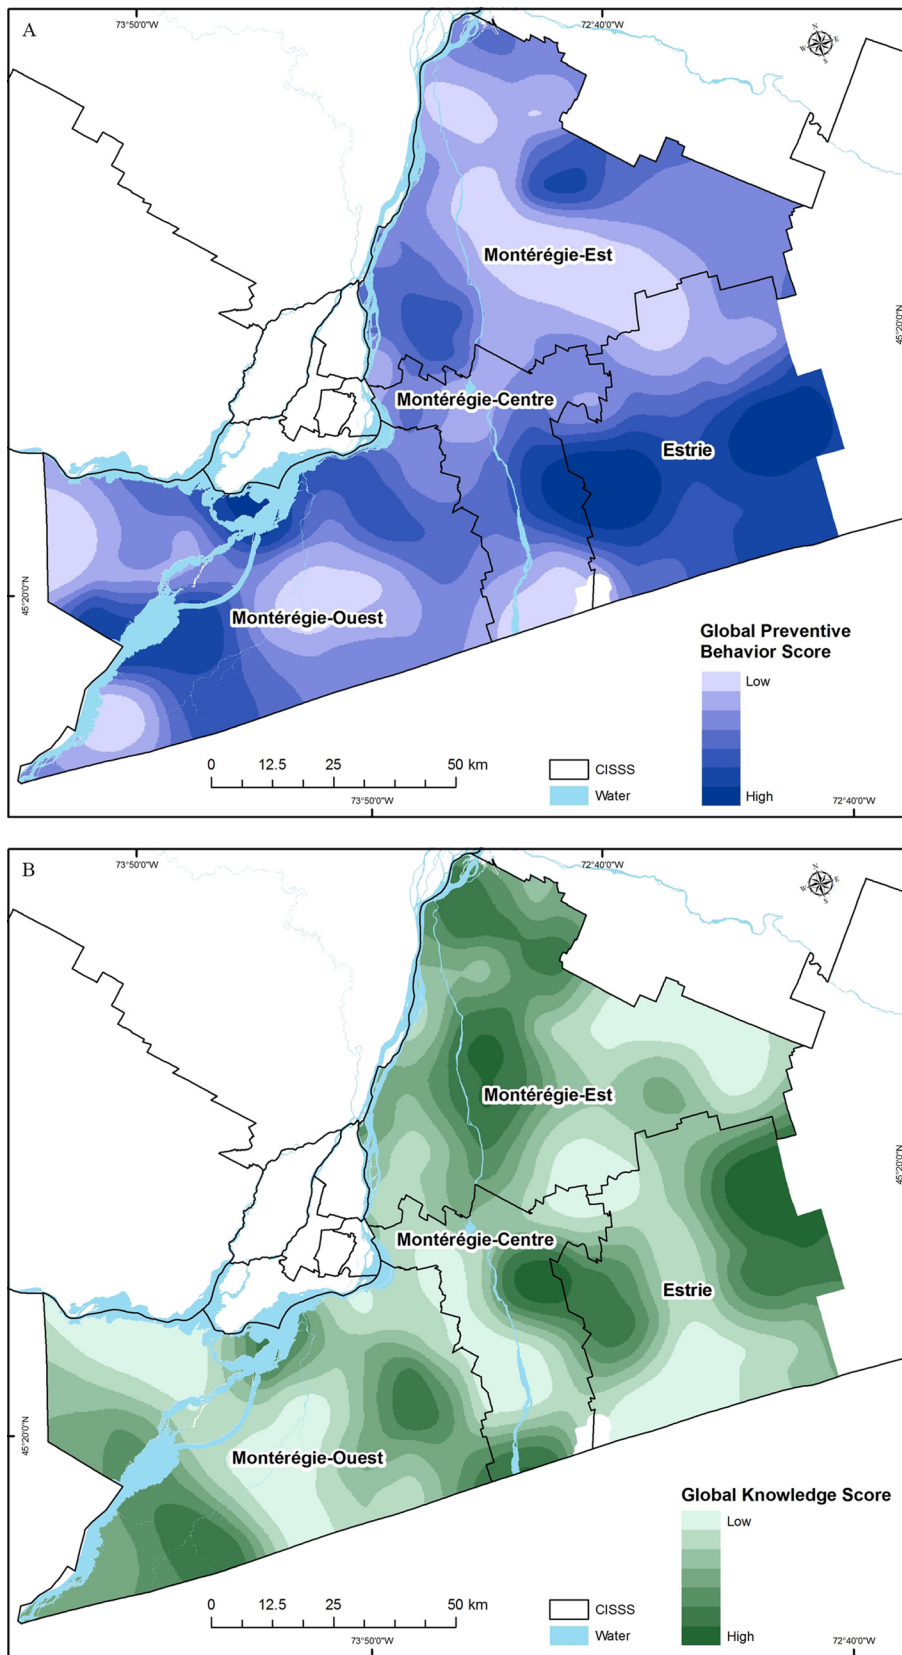 A
73°50'0"W
72°40'0"W
N
W E
S
Montérégie-Est
45°20'0"N
Montérégie-Centre
Estrie
45°20'0"N
Montérégie-Ouest
Global Preventive
Behavior Score
Low
High
0 12.5 25 50 km
CISSS
Water
73°50'0"W
72°40'0"W
B
73°50'0"W
72°40'0"W
N
W E
S
Montérégie-Est
45°20'0"N
Montérégie-Centre
Estrie
45°20'0"N
Montérégie-Ouest
Global Knowledge Score
Low
High
0 12.5 25 50 km
CISSS
Water
73°50'0"W
72°40'0"W